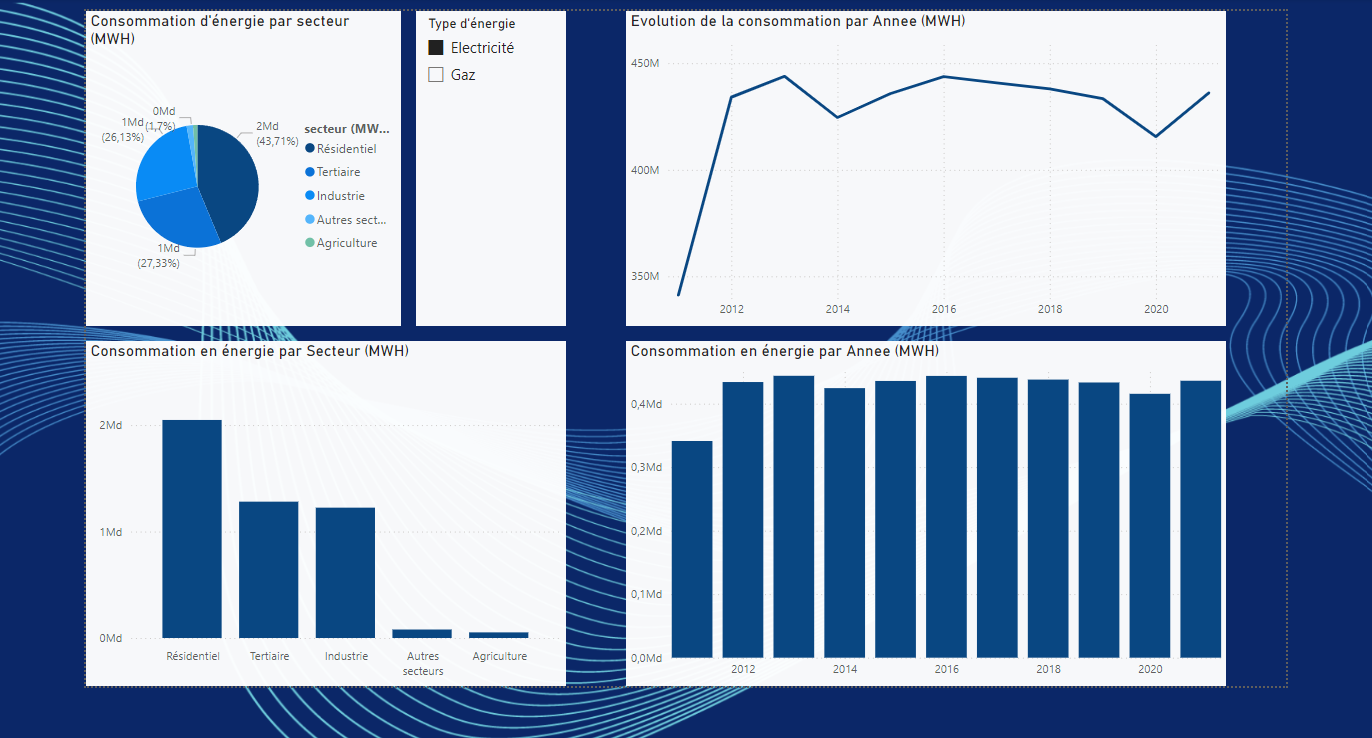 Consommation d'énergie par secteur
(MWH)
0Md
(1,7%)
1Md
(26,13%)
2Md
(43,71%)
1Md
(27,33%)
secteur (MW...
Résidentiel
Tertiaire
Industrie
Autres sect...
Agriculture
Type d'énergie
Electricité
Gaz
Evolution de la consommation par Annee (MWH)
450M
400M
350M
2012 2014 2016 2018 2020
Consommation en énergie par Secteur (MWH)
2Md
1Md
0Md
Résidentiel Tertiaire Industrie Autres secteurs Agriculture
Consommation en énergie par Annee (MWH)
0,4Md
0,3Md
0,2Md
0,1Md
0,0Md
2012 2014 2016 2018 2020